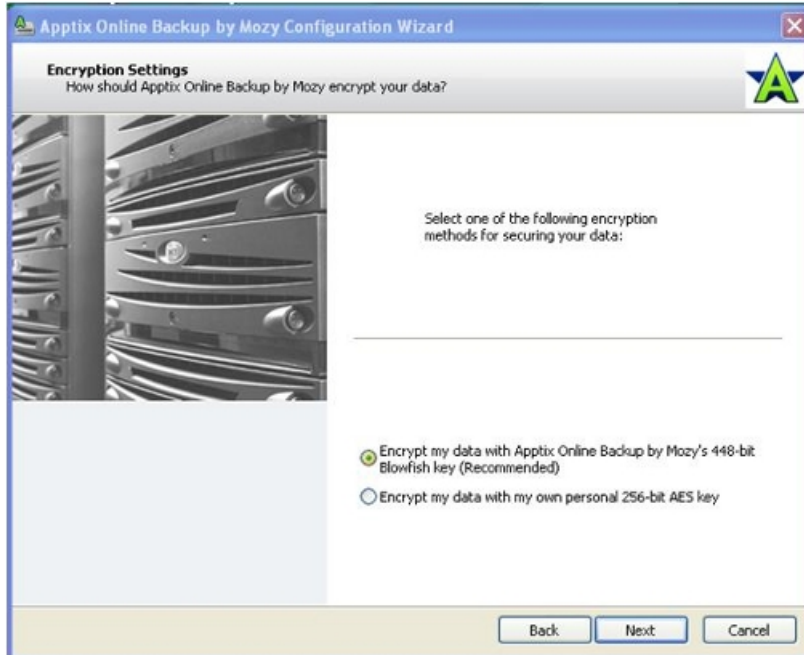 Apptix Online Backup by Mozy Configuration Wizard
Encryption Settings
How should Apptix Online Backup by Mozy encrypt your data?
Select one of the following encryption
methods for securing your data:
Encrypt my data with Apptix Online Backup by Mozy's 448-bit
Blowfish key (Recommended)
Encrypt my data with my own personal 256-bit AES key
Back Next Cancel